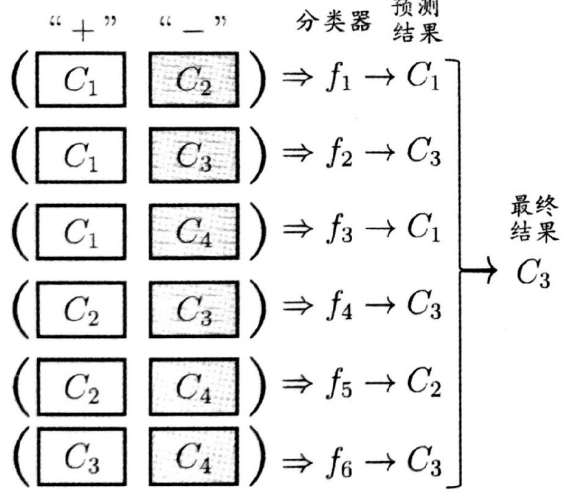 “+” “−” 分类器 预测结果
( C₁ C₂ ) ⇒ f₁ → C₁
( C₁ C₃ ) ⇒ f₂ → C₃
( C₁ C₄ ) ⇒ f₃ → C₁
( C₂ C₃ ) ⇒ f₄ → C₃
( C₂ C₄ ) ⇒ f₅ → C₂
( C₃ C₄ ) ⇒ f₆ → C₃
最终
结果
C₃